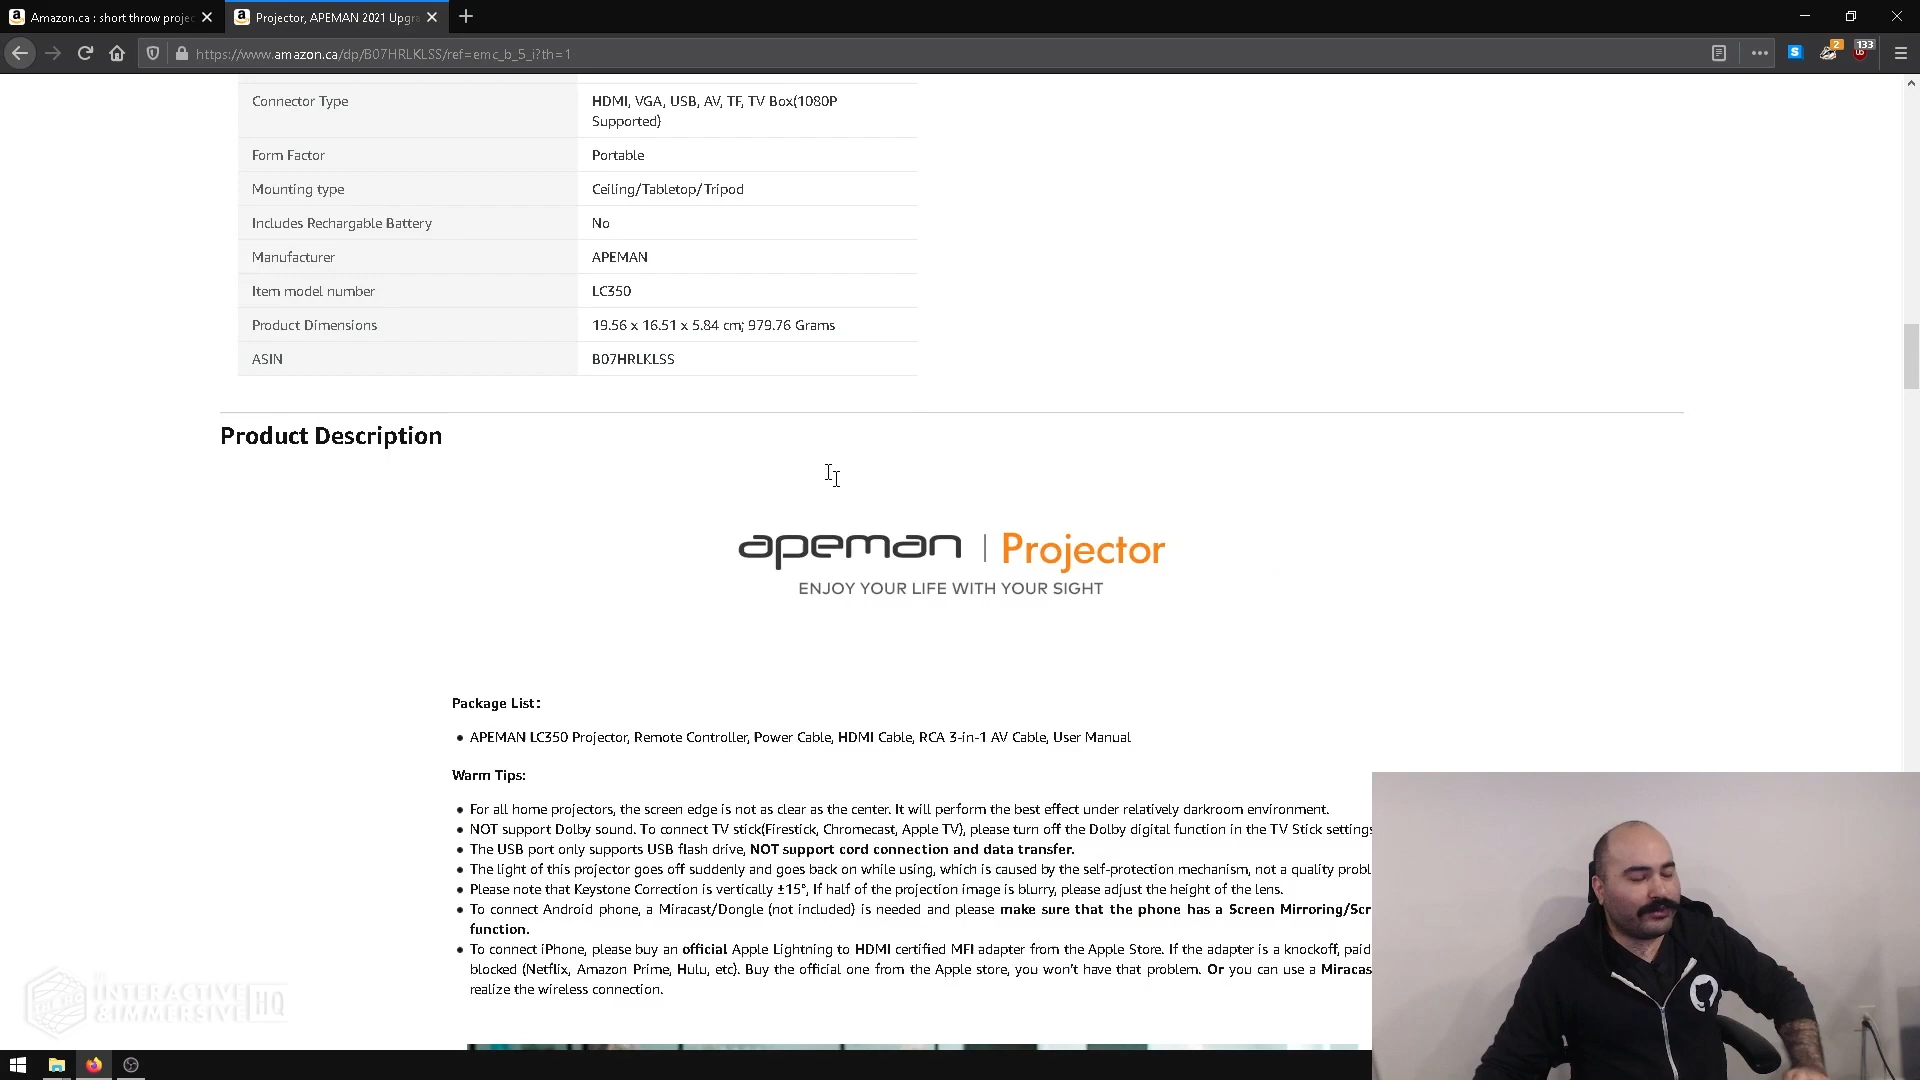 Amazon.ca : short throw projec
Projector, APEMAN 2021 Upgra
https://www.amazon.ca/dp/B07HRLKLSS/ref=emc_b_5_i?th=1
S
2
133
Connector Type
HDMI, VGA, USB, AV, TF, TV Box(1080P
Supported)
Form Factor
Portable
Mounting type
Ceiling/Tabletop/Tripod
Includes Rechargable Battery
No
Manufacturer
APEMAN
Item model number
LC350
Product Dimensions
19.56 x 16.51 x 5.84 cm; 979.76 Grams
ASIN
B07HRLKLSS
Product Description
apeman | Projector
ENJOY YOUR LIFE WITH YOUR SIGHT
Package List:
• APEMAN LC350 Projector, Remote Controller, Power Cable, HDMI Cable, RCA 3-in-1 AV Cable, User Manual
Warm Tips:
• For all home projectors, the screen edge is not as clear as the center. It will perform the best effect under relatively darkroom environment.
• NOT support Dolby sound. To connect TV stick(Firestick, Chromecast, Apple TV), please turn off the Dolby digital function in the TV Stick settings
• The USB port only supports USB flash drive, NOT support cord connection and data transfer.
• The light of this projector goes off suddenly and goes back on while using, which is caused by the self-protection mechanism, not a quality probl
• Please note that Keystone Correction is vertically ±15°, If half of the projection image is blurry, please adjust the height of the lens.
• To connect Android phone, a Miracast/Dongle (not included) is needed and please make sure that the phone has a Screen Mirroring/Scr
function.
• To connect iPhone, please buy an official Apple Lightning to HDMI certified MFI adapter from the Apple Store. If the adapter is a knockoff, paid
blocked (Netflix, Amazon Prime, Hulu, etc). Buy the official one from the Apple store, you won't have that problem. Or you can use a Miracas
realize the wireless connection.
INTERACTIVE
&IMMERSIVE HQ